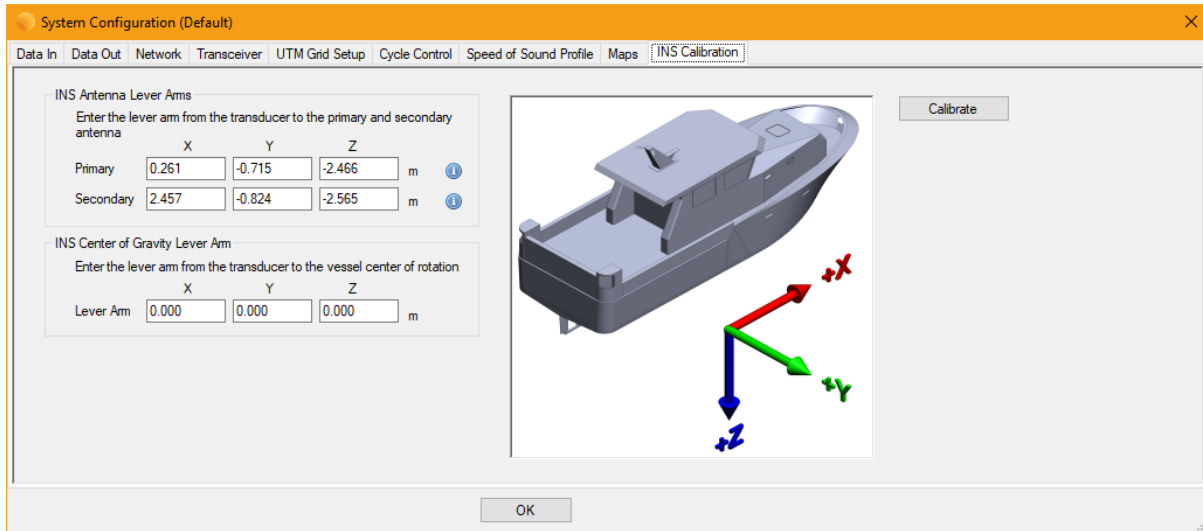 System Configuration (Default)
Data In Data Out Network Transceiver UTM Grid Setup Cycle Control Speed of Sound Profile Maps INS Calibration
INS Antenna Lever Arms
Enter the lever arm from the transducer to the primary and secondary
antenna
X Y Z
Primary 0.261 -0.715 -2.466 m
Secondary 2.457 -0.824 -2.565 m
INS Center of Gravity Lever Arm
Enter the lever arm from the transducer to the vessel center of rotation
X Y Z
Lever Arm 0.000 0.000 0.000 m
Calibrate
+X
+Y
+Z
OK